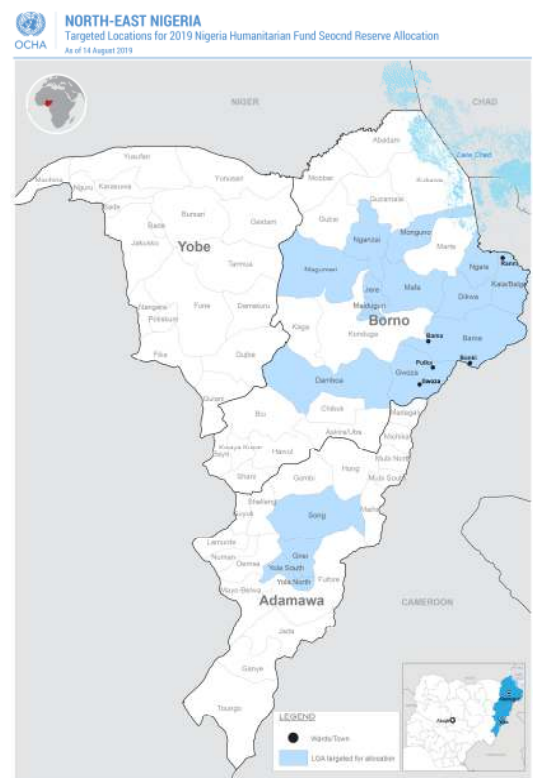 OCHA
NORTH-EAST NIGERIA
Targeted Locations for 2019 Nigeria Humanitarian Fund Seocnd Reserve Allocation
As of 14 August 2019
NIGER
CHAD
Lake Chad
Abadam
Yusufari
Yunusari
Mobbar
Kukawa
Machina
Nguru
Karasuwa
Guzamala
Bade
Bursari
Geidam
Gubio
Nganzai
Monguno
Marte
Yobe
Jakusko
Tarmua
Magumeri
Ngala
Rann
Jere
Mafa
Kala/Balge
Dikwa
Nangere
Fune
Damaturu
Maiduguri
Potiskum
Borno
Kaga
Konduga
Bama
Bama
Fika
Gujba
Pulka
Banki
Gwoza
Damboa
Gwoza
Gulani
Biu
Chibok
Madagali
Askira/Uba
Michika
Kwaya Kusar
Bayo
Hawul
Mubi North
Hong
Shani
Gombi
Mubi South
Shelleng
Song
Maiha
Guyuk
Lamurde
Numan
Girei
Demsa
Yola South
Yola North
Fufore
Mayo-Belwa
Adamawa
CAMEROON
Jada
Ganye
Toungo
LEGEND
Wards/Town
LGA targeted for allocation
Abuja